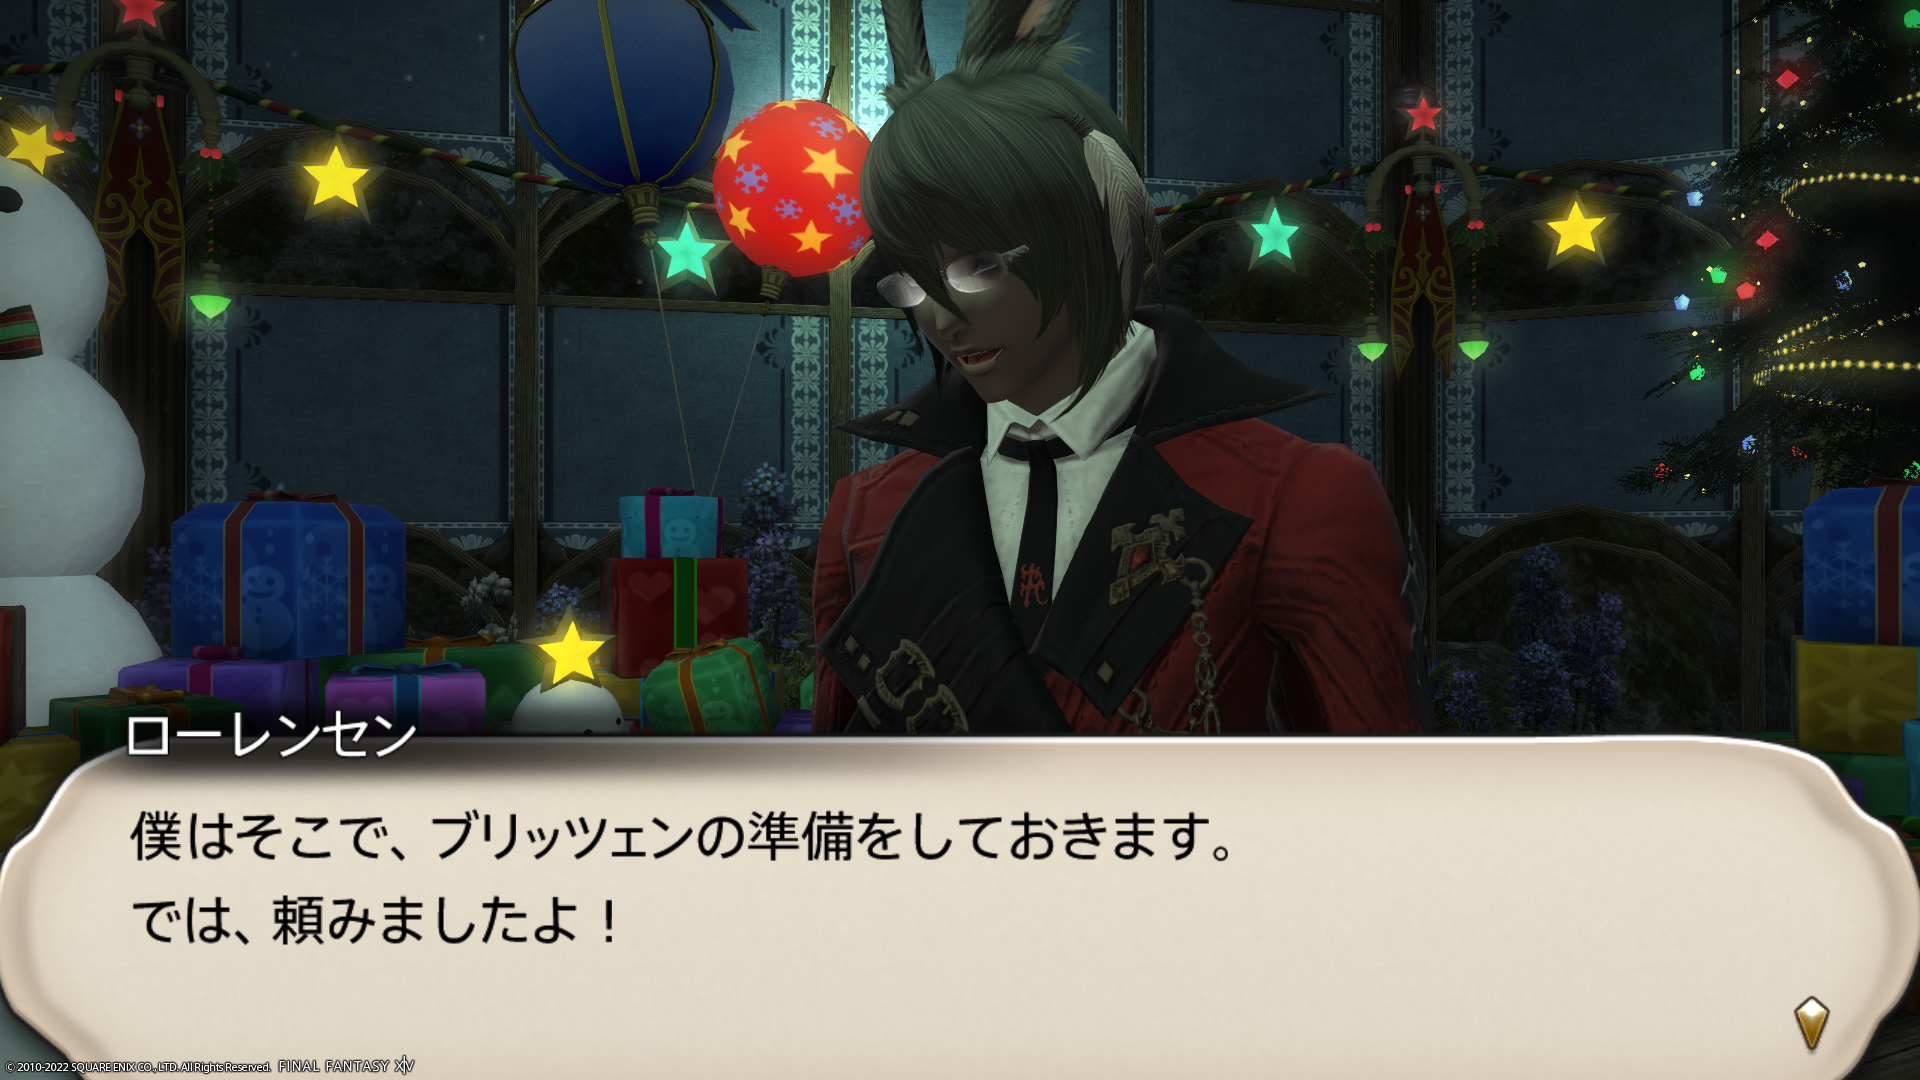 ローレンセン
僕はそこで、ブリッツェンの準備をしておきます。
では、頼みましたよ！
© 2010-2022 SQUARE ENIX CO., LTD. All Rights Reserved. FINAL FANTASY XIV